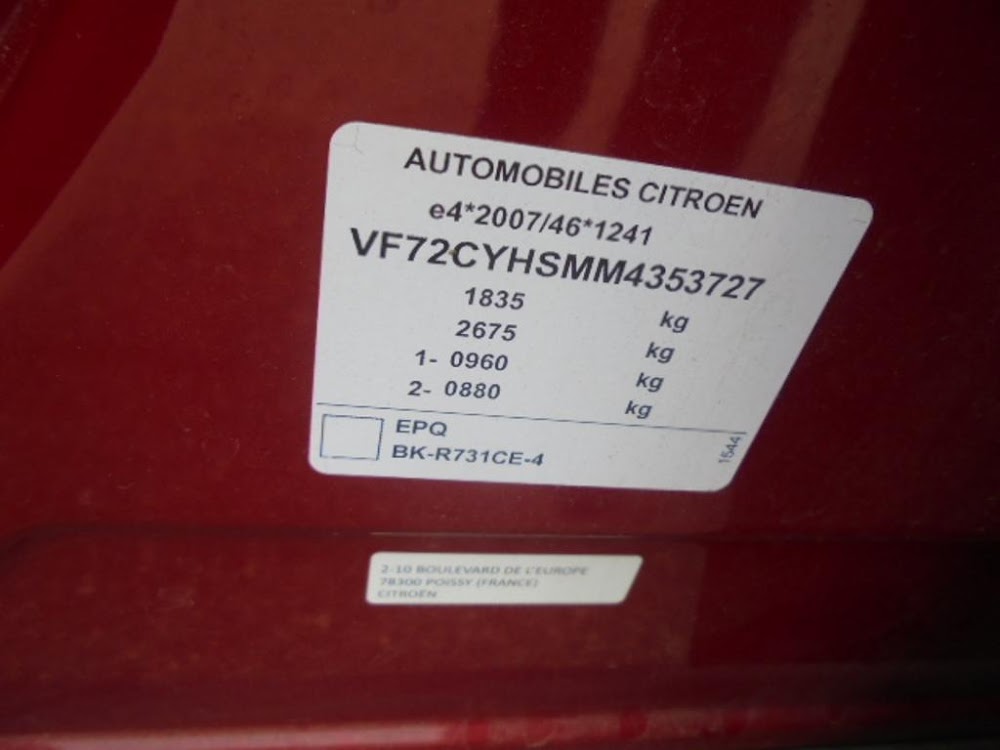 AUTOMOBILES CITROEN
e4*2007/46*1241
VF72CYHSMM4353727
1835 kg
2675 kg
1- 0960 kg
2- 0880 kg
EPQ
BK-R731CE-4
1544
2-10 BOULEVARD DE L'EUROPE
78300 POISSY (FRANCE)
CITROËN